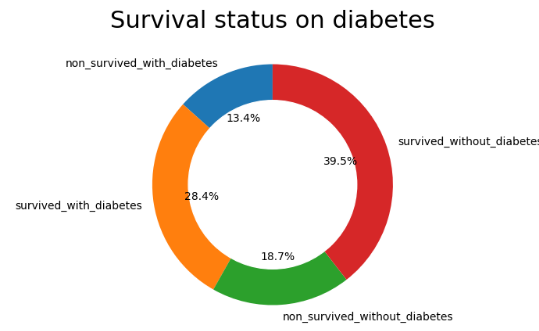 Survival status on diabetes
non_survived_with_diabetes
13.4%
survived_without_diabetes
39.5%
28.4%
survived_with_diabetes
18.7%
non_survived_without_diabetes